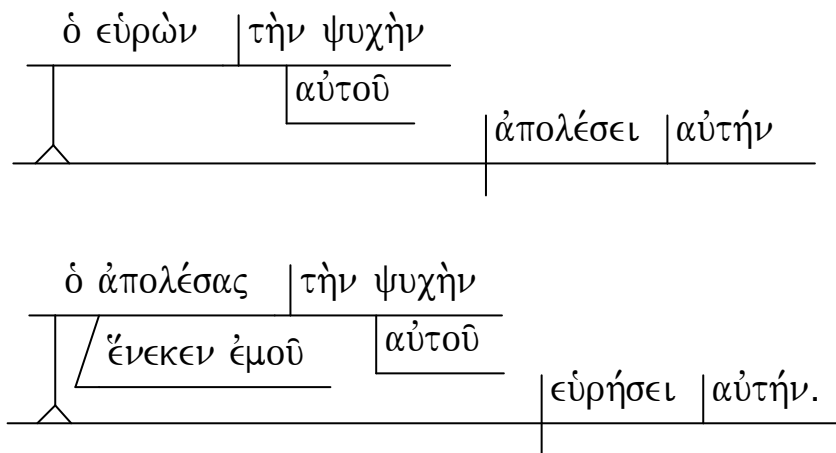 ὁ εὑρὼν τὴν ψυχὴν
αὐτοῦ
ἀπολέσει αὐτήν
ὁ ἀπολέσας τὴν ψυχὴν
ἕνεκεν ἐμοῦ αὐτοῦ
εὑρήσει αὐτήν.